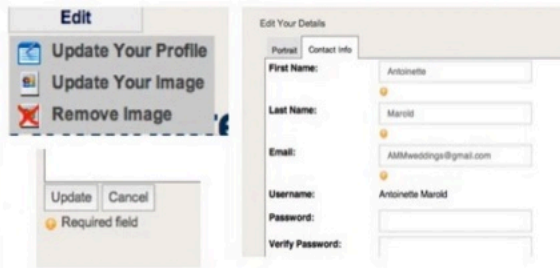 Edit
Update Your Profile
Update Your Image
Remove Image
Update Cancel
Required field
Edit Your Details
Portrait Contact Info
First Name: Antoinette
Last Name: Marold
Email: AMMweddings@gmail.com
Username: Antoinette Marold
Password:
Verify Password: